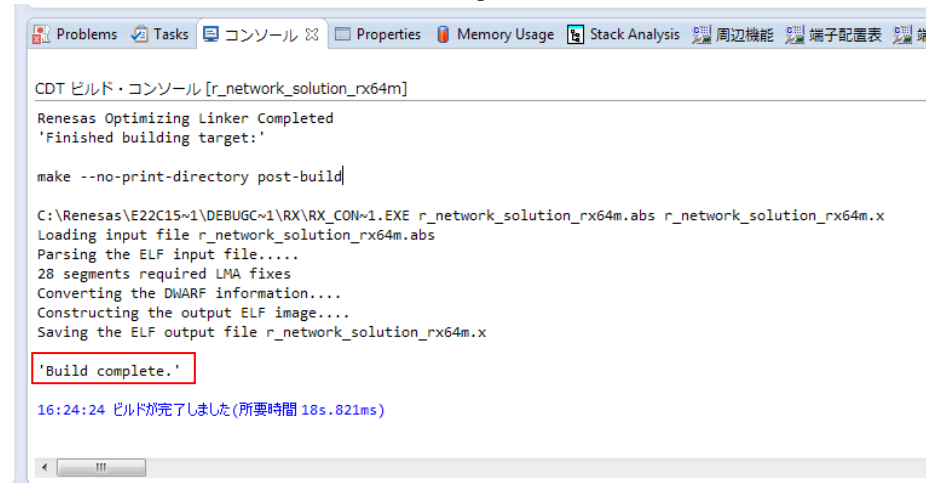 Problems Tasks コンソール Properties Memory Usage Stack Analysis 周辺機能 端子配置表
CDT ビルド・コンソール [r_network_solution_rx64m]
Renesas Optimizing Linker Completed
'Finished building target:'
make --no-print-directory post-build
C:\Renesas\E22C15~1\DEBUGC~1\RX\RX_CON~1.EXE r_network_solution_rx64m.abs r_network_solution_rx64m.x
Loading input file r_network_solution_rx64m.abs
Parsing the ELF input file.....
28 segments required LMA fixes
Converting the DWARF information....
Constructing the output ELF image....
Saving the ELF output file r_network_solution_rx64m.x
'Build complete.'
16:24:24 ビルドが完了しました(所要時間 18s.821ms)